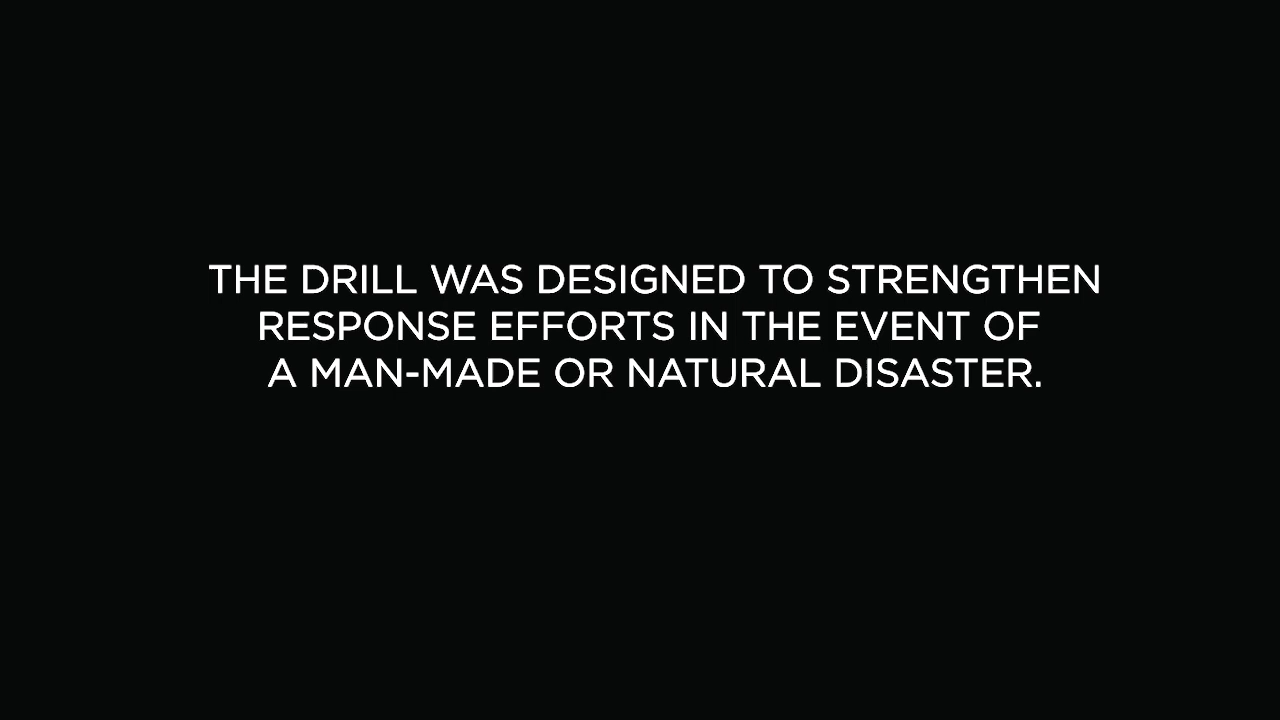 THE DRILL WAS DESIGNED TO STRENGTHEN
RESPONSE EFFORTS IN THE EVENT OF
A MAN-MADE OR NATURAL DISASTER.